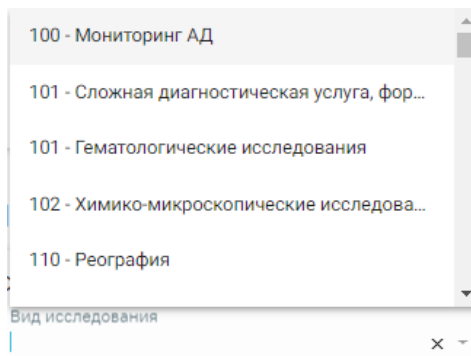 100 - Мониторинг АД
101 - Сложная диагностическая услуга, фор...
101 - Гематологические исследования
102 - Химико-микроскопические исследова...
110 - Реография
Вид исследования